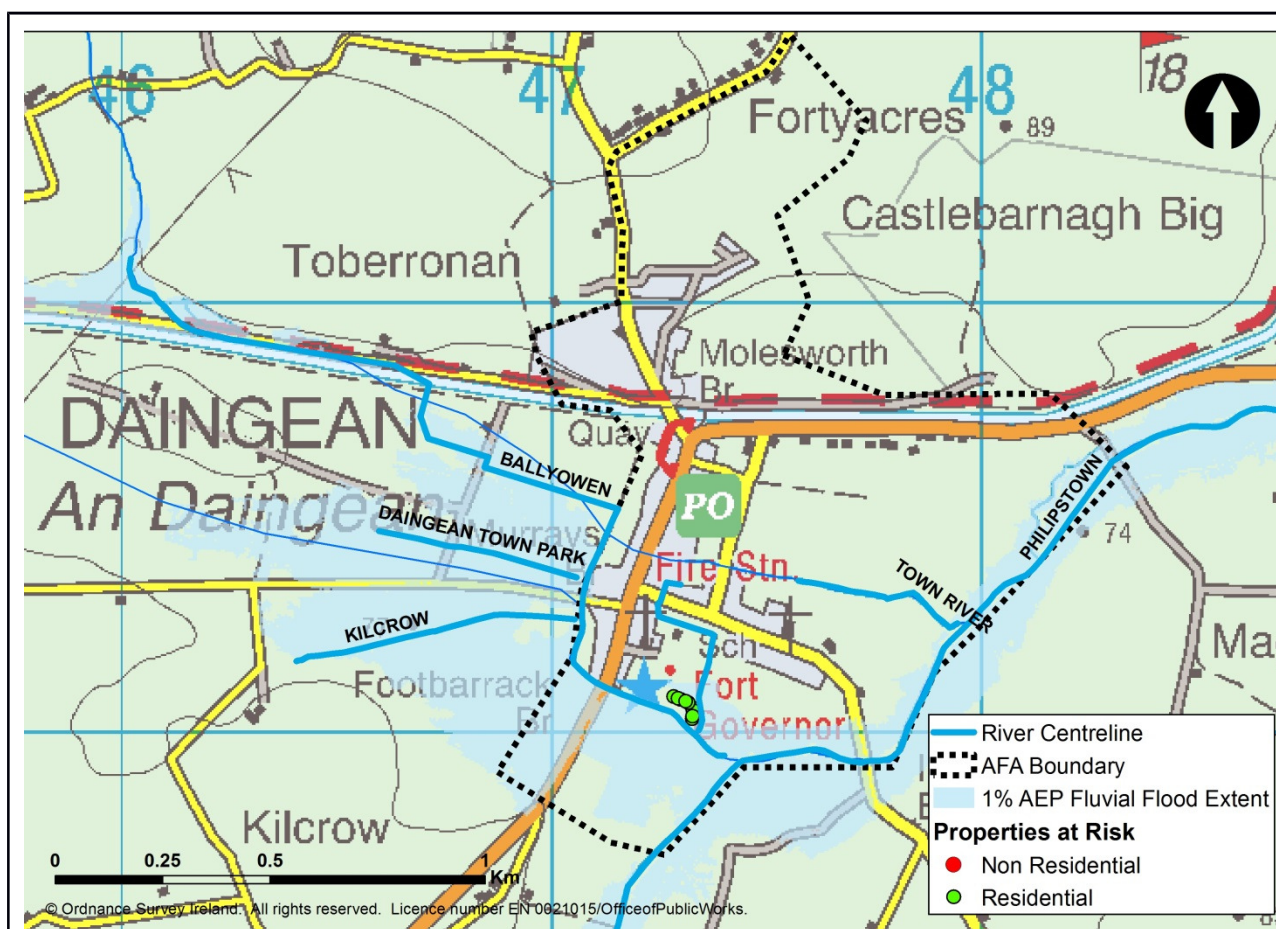 46
47
48
18
Fortyacres
89
Castlebarnagh Big
Toberronan
Molesworth
Br
Quay
DAINGEAN
An Daingean
BALLYOWEN
DAINGEAN TOWN PARK
Murrays
PO
PHILIPSTOWN
74
Fire Stn.
TOWN RIVER
KILCROW
Sch
Footbarrack
Br
Fort
Governor
Ma
Kilcrow
River Centreline
AFA Boundary
1% AEP Fluvial Flood Extent
Properties at Risk
Non Residential
Residential
0 0.25 0.5 1
Km
© Ordnance Survey Ireland. All rights reserved. Licence number EN 0021015/OfficeofPublicWorks.